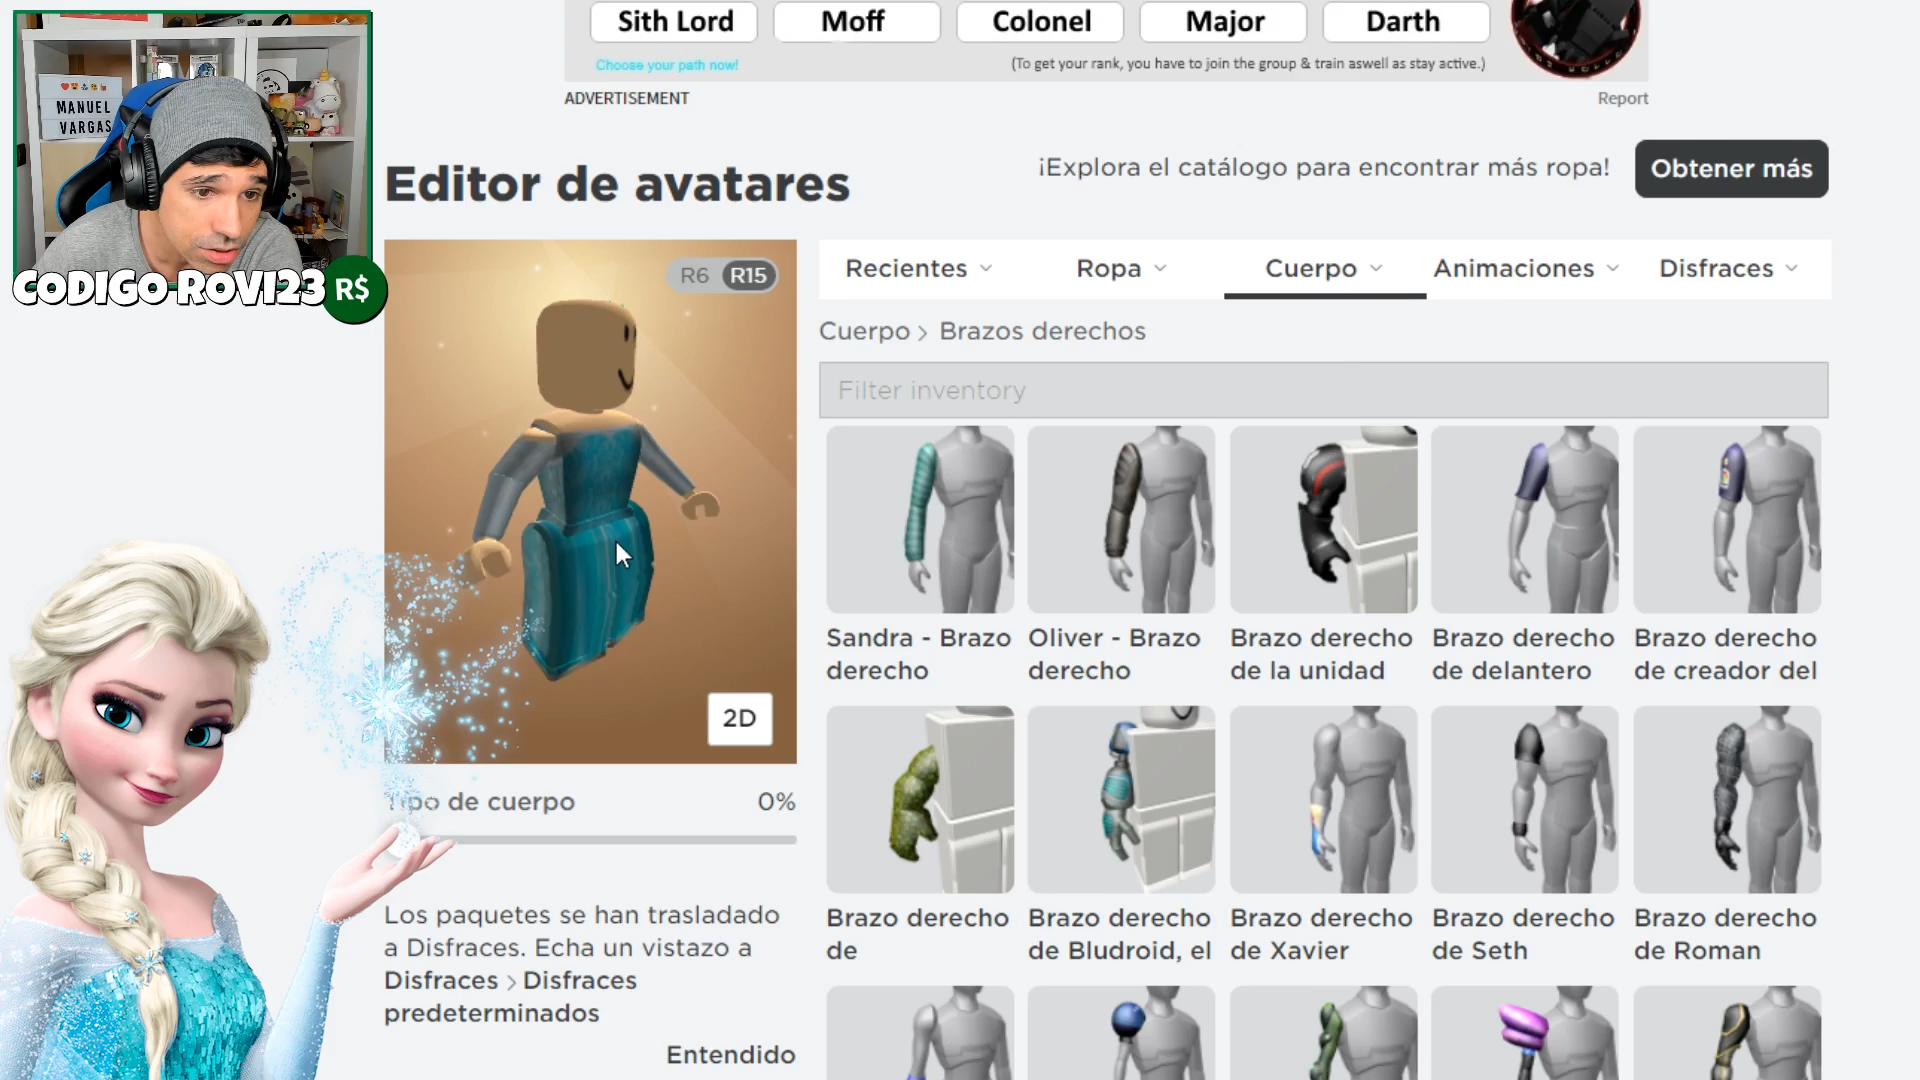 Sith Lord
Moff
Colonel
Major
Darth
Choose your path now!
(To get your rank, you have to join the group & train aswell as stay active.)
ADVERTISEMENT
Report
MANUEL
VARGAS
CODIGO ROVI23 R$
Editor de avatares
¡Explora el catálogo para encontrar más ropa!
Obtener más
R6 R15
Recientes
Ropa
Cuerpo
Animaciones
Disfraces
Cuerpo > Brazos derechos
Filter inventory
Sandra - Brazo
derecho
Oliver - Brazo
derecho
Brazo derecho
de la unidad
Brazo derecho
de delantero
Brazo derecho
de creador del
2D
Tipo de cuerpo
0%
Brazo derecho
de
Brazo derecho
de Bludroid, el
Brazo derecho
de Xavier
Brazo derecho
de Seth
Brazo derecho
de Roman
Los paquetes se han trasladado
a Disfraces. Echa un vistazo a
Disfraces > Disfraces
predeterminados
Entendido